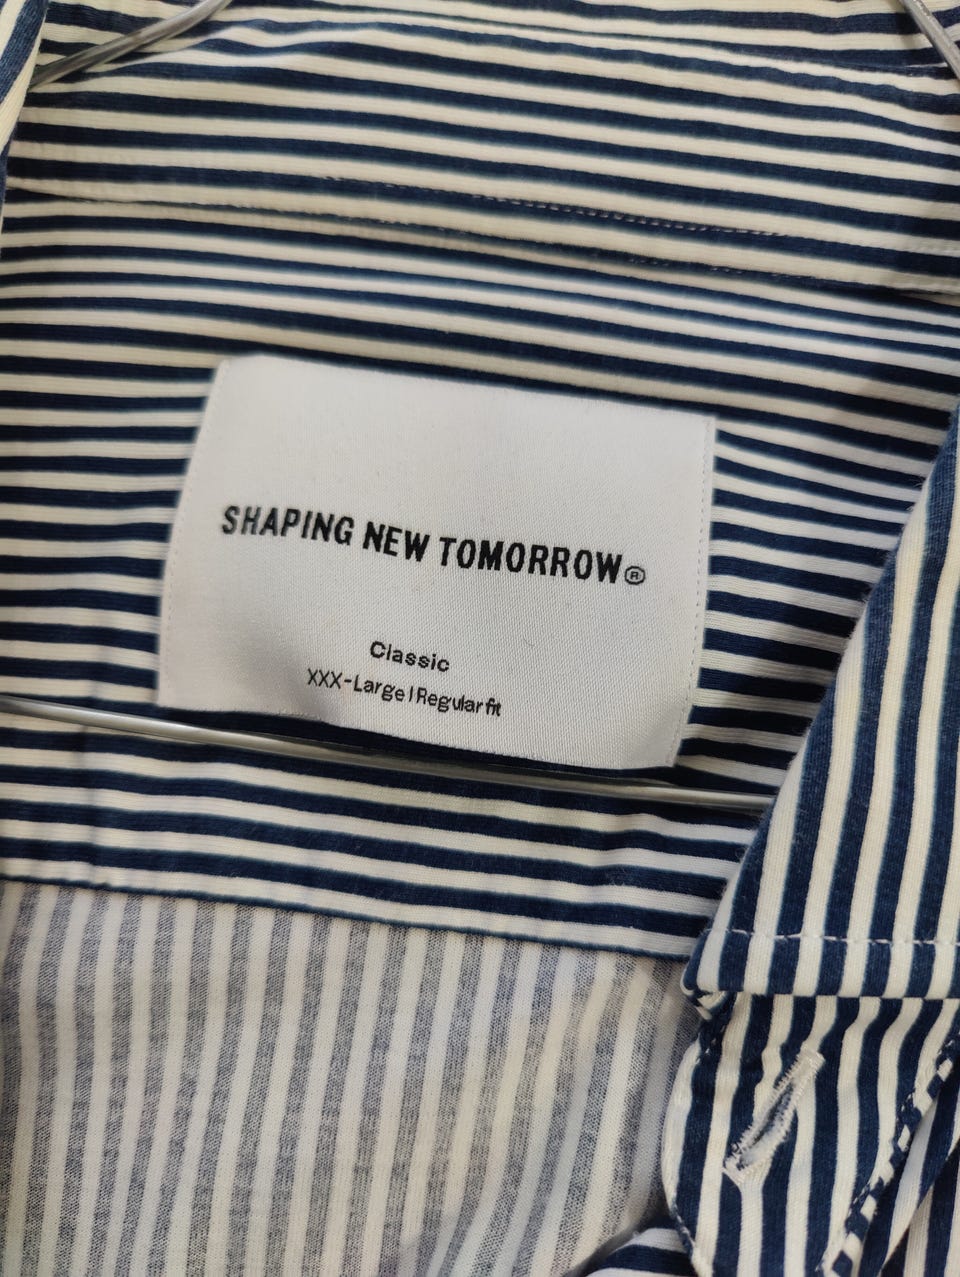 SHAPING NEW TOMORROW®
Classic
XXX-Large | Regular fit